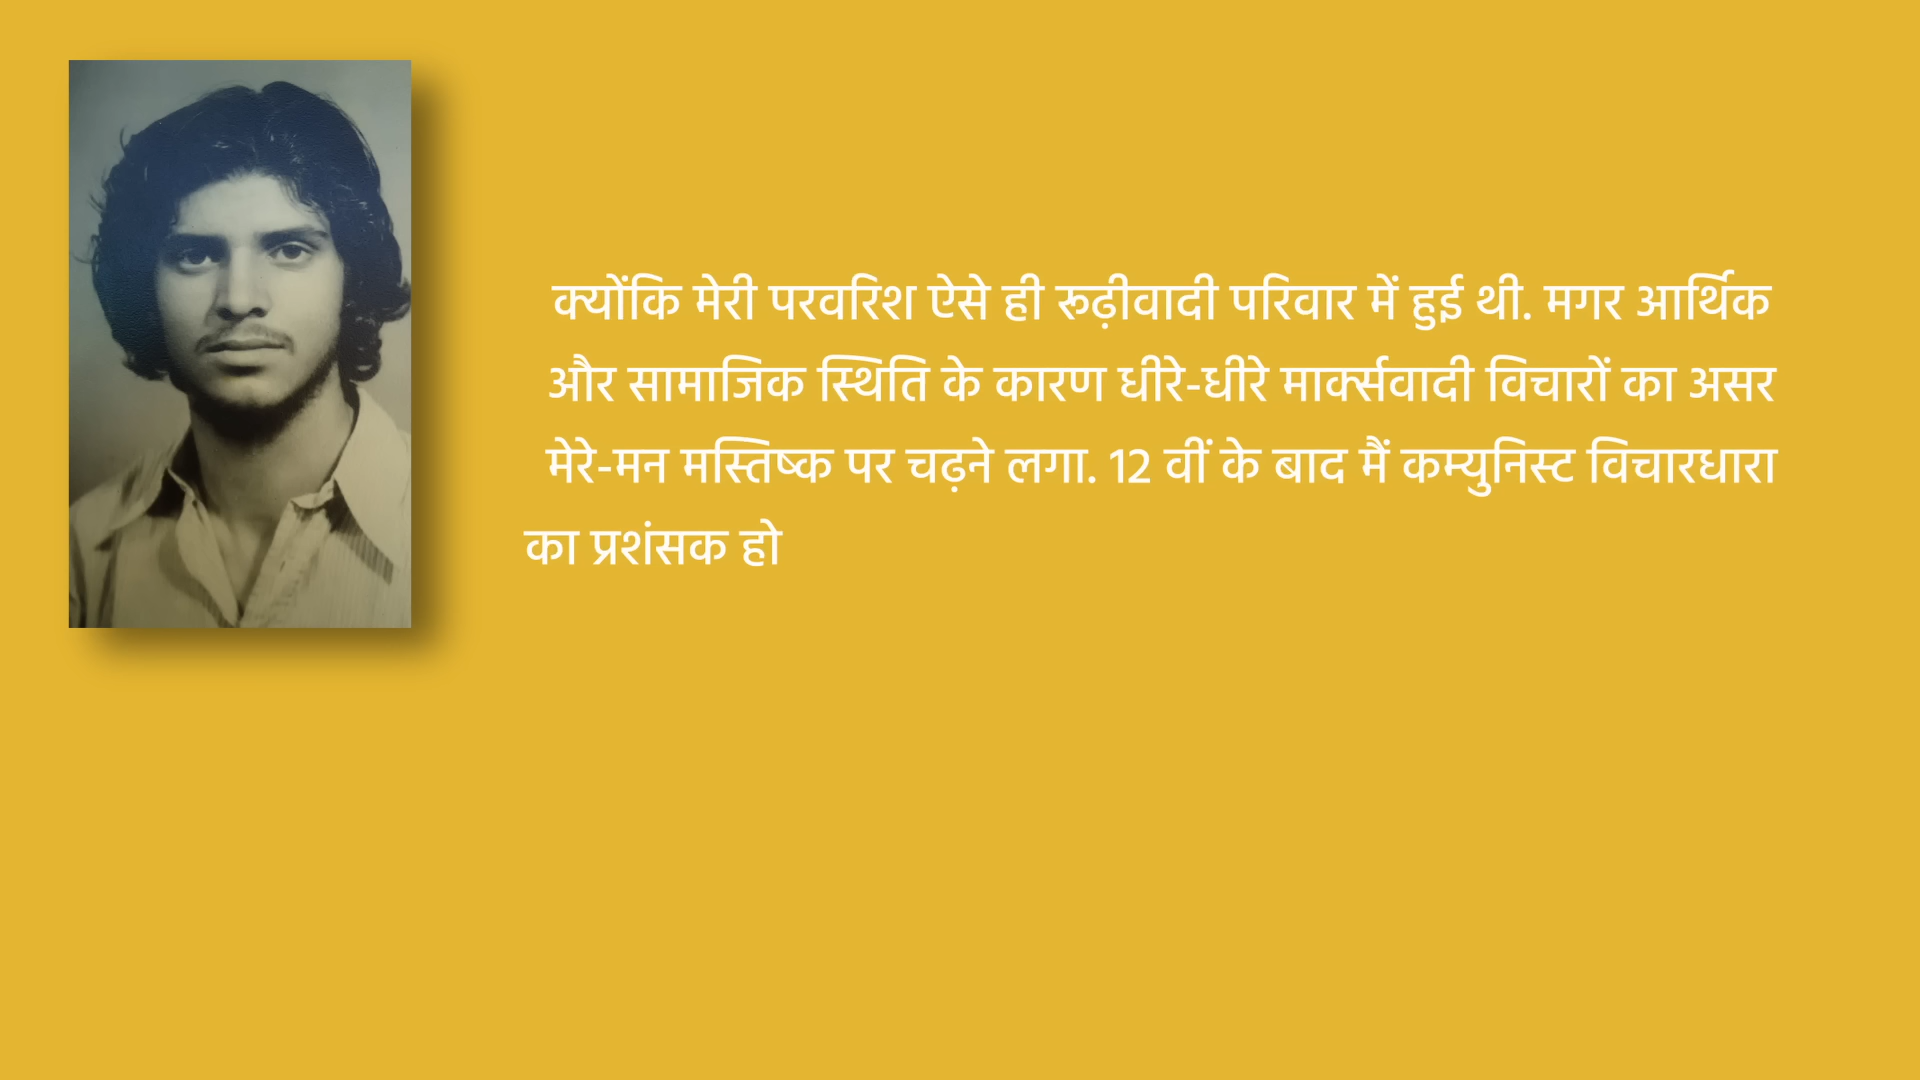 क्योंकि मेरी परवरिश ऐसे ही रूढ़ीवादी परिवार में हुई थी. मगर आर्थिक
और सामाजिक स्थिति के कारण धीरे-धीरे मार्क्सवादी विचारों का असर
मेरे-मन मस्तिष्क पर चढ़ने लगा. 12 वीं के बाद मैं कम्युनिस्ट विचारधारा
का प्रशंसक हो